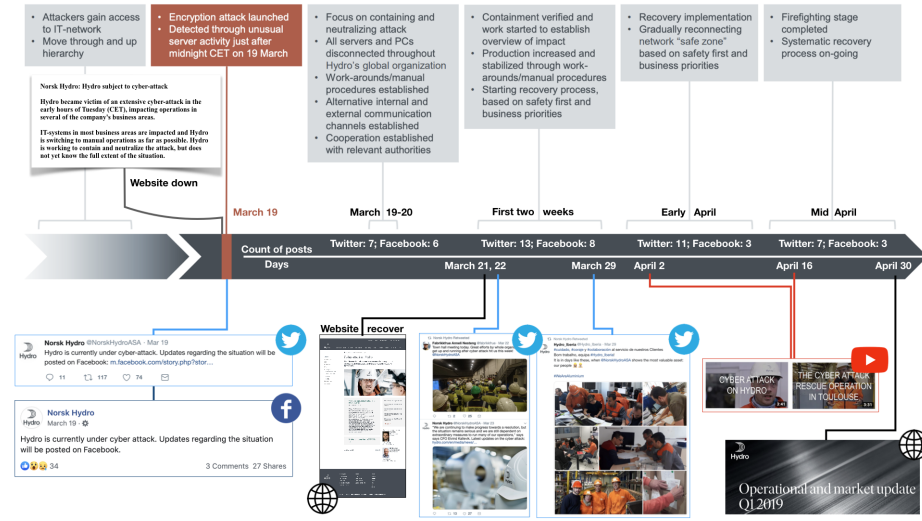 • Attackers gain access
to IT-network
• Move through and up
hierarchy
• Encryption attack launched
• Detected through unusual
server activity just after
midnight CET on 19 March
• Focus on containing and
neutralizing attack
• All servers and PCs
disconnected throughout
Hydro's global organization
• Work-arounds/manual
procedures established
• Alternative internal and
external communication
channels established
• Cooperation established
with relevant authorities
• Containment verified and
work started to establish
overview of impact
• Production increased and
stabilized through work-
arounds/manual procedures
• Starting recovery process,
based on safety first and
business priorities
• Recovery implementation
• Gradually reconnecting
network "safe zone"
based on safety first and
business priorities
• Firefighting stage
completed
• Systematic recovery
process on-going
Norsk Hydro: Hydro subject to cyber-attack
Hydro became victim of an extensive cyber-attack in the
early hours of Tuesday (CET), impacting operations in
several of the company's business areas.
IT-systems in most business areas are impacted and Hydro
is switching to manual operations as far as possible. Hydro
is working to contain and neutralize the attack, but does
not yet know the full extent of the situation.
Website down
March 19
March 19-20
First two weeks
Early April
Mid April
Count of posts
Twitter: 7; Facebook: 6
Twitter: 13; Facebook: 8
Twitter: 11; Facebook: 3
Twitter: 7; Facebook: 3
Days
March 21, 22
March 29
April 2
April 16
April 30
Hydro
Norsk Hydro @NorskHydroASA · Mar 19
Hydro is currently under cyber-attack. Updates regarding the situation will be
posted on Facebook: m.facebook.com/story.php?stor....
11 117 74
Hydro
Norsk Hydro
March 19 ·
Hydro is currently under cyber attack. Updates regarding the situation
will be posted on Facebook.
34
3 Comments 27 Shares
Website recover
CYBER ATTACK
ON HYDRO
3:41
THE CYBER ATTACK
RESCUE OPERATION
IN TOULOUSE
5:31
Hydro
Operational and market update
Q1 2019